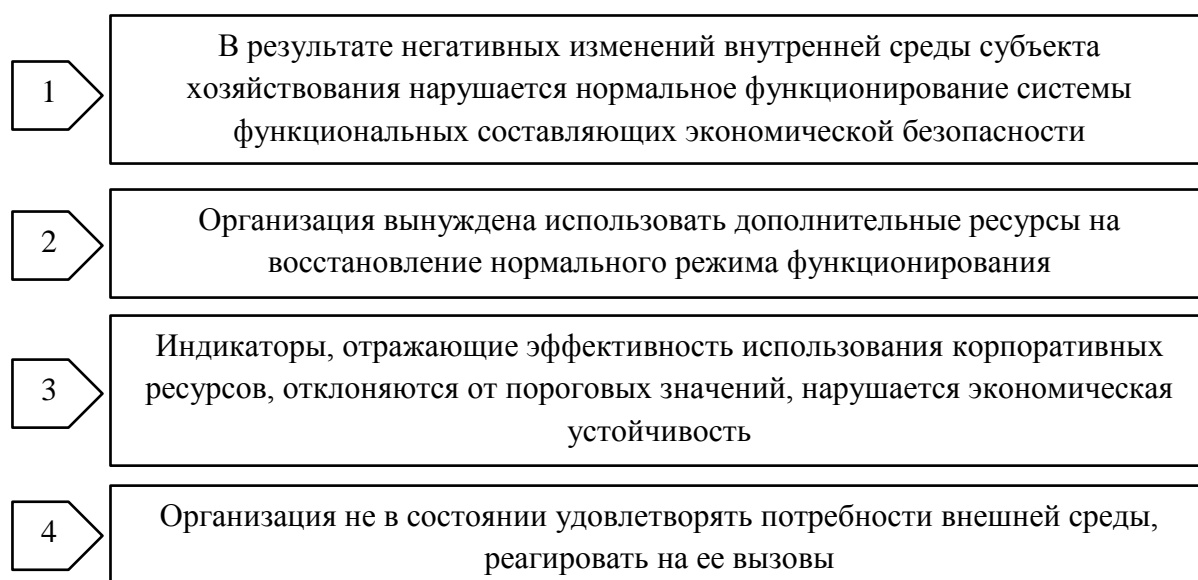 1
В результате негативных изменений внутренней среды субъекта
хозяйствования нарушается нормальное функционирование системы
функциональных составляющих экономической безопасности
2
Организация вынуждена использовать дополнительные ресурсы на
восстановление нормального режима функционирования
3
Индикаторы, отражающие эффективность использования корпоративных
ресурсов, отклоняются от пороговых значений, нарушается экономическая
устойчивость
4
Организация не в состоянии удовлетворять потребности внешней среды,
реагировать на ее вызовы